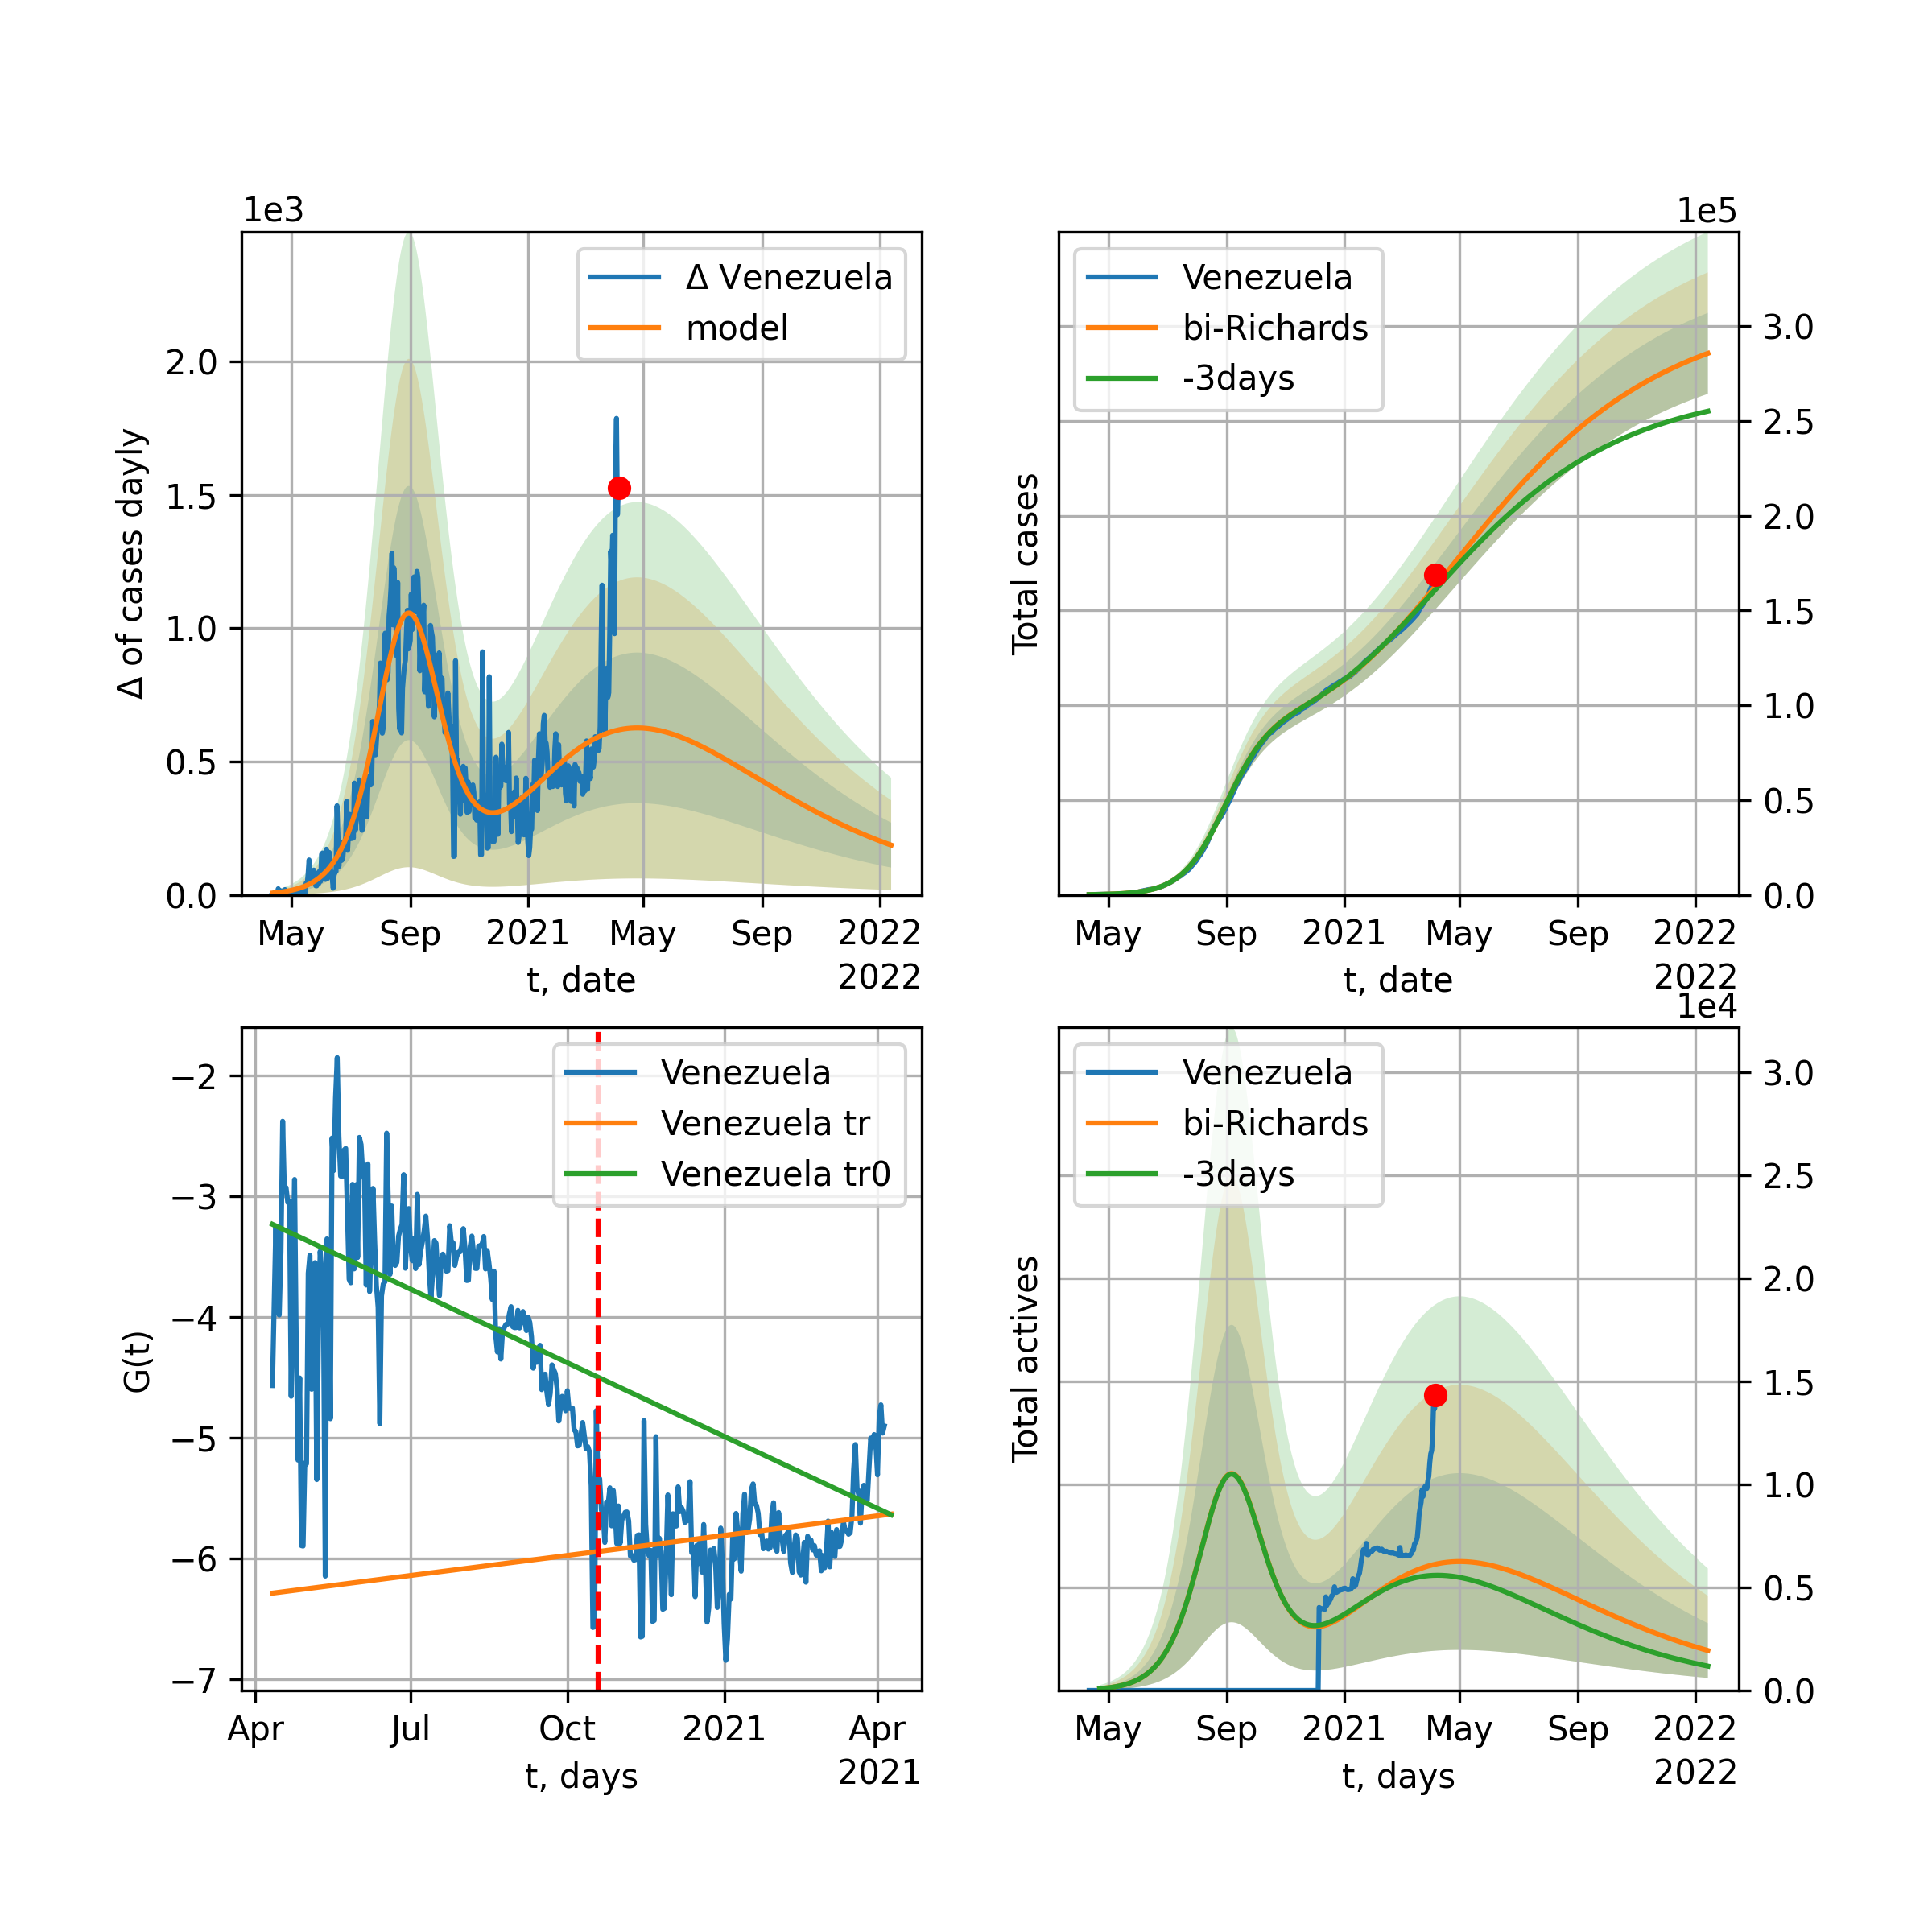 1e3
Δ of cases dayly
2.0
1.5
1.0
0.5
0.0
Δ Venezuela
model
May Sep 2021 May Sep 2022
t, date
2022
1e5
Total cases
Venezuela
bi-Richards
-3days
3.0
2.5
2.0
1.5
1.0
0.5
0.0
May Sep 2021 May Sep 2022
t, date
2022
G(t)
−2
−3
−4
−5
−6
−7
Venezuela
Venezuela tr
Venezuela tr0
Apr Jul Oct 2021 Apr
t, days
2021
1e4
Total actives
Venezuela
bi-Richards
-3days
3.0
2.5
2.0
1.5
1.0
0.5
0.0
May Sep 2021 May Sep 2022
t, days
2022